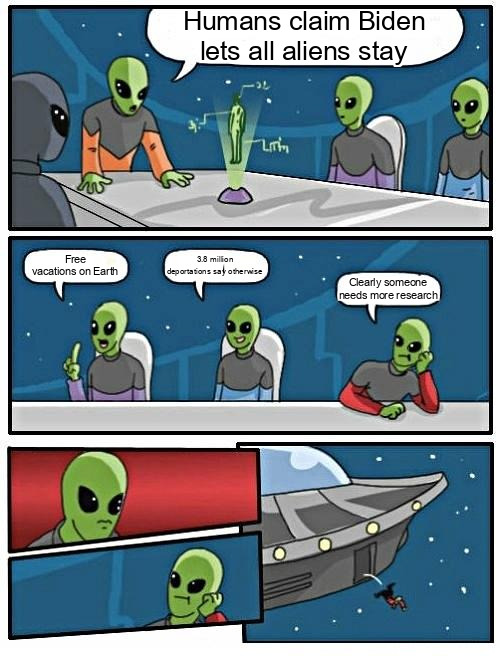 Humans claim Biden
lets all aliens stay
Free
vacations on Earth
3.8 million
deportations say otherwise
Clearly someone
needs more research